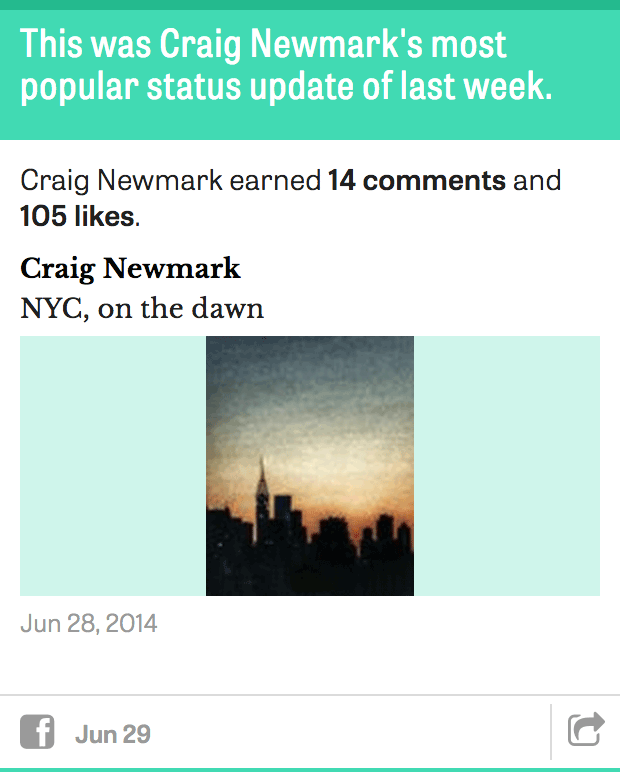 This was Craig Newmark's most
popular status update of last week.
Craig Newmark earned 14 comments and
105 likes.
Craig Newmark
NYC, on the dawn
Jun 28, 2014
f Jun 29